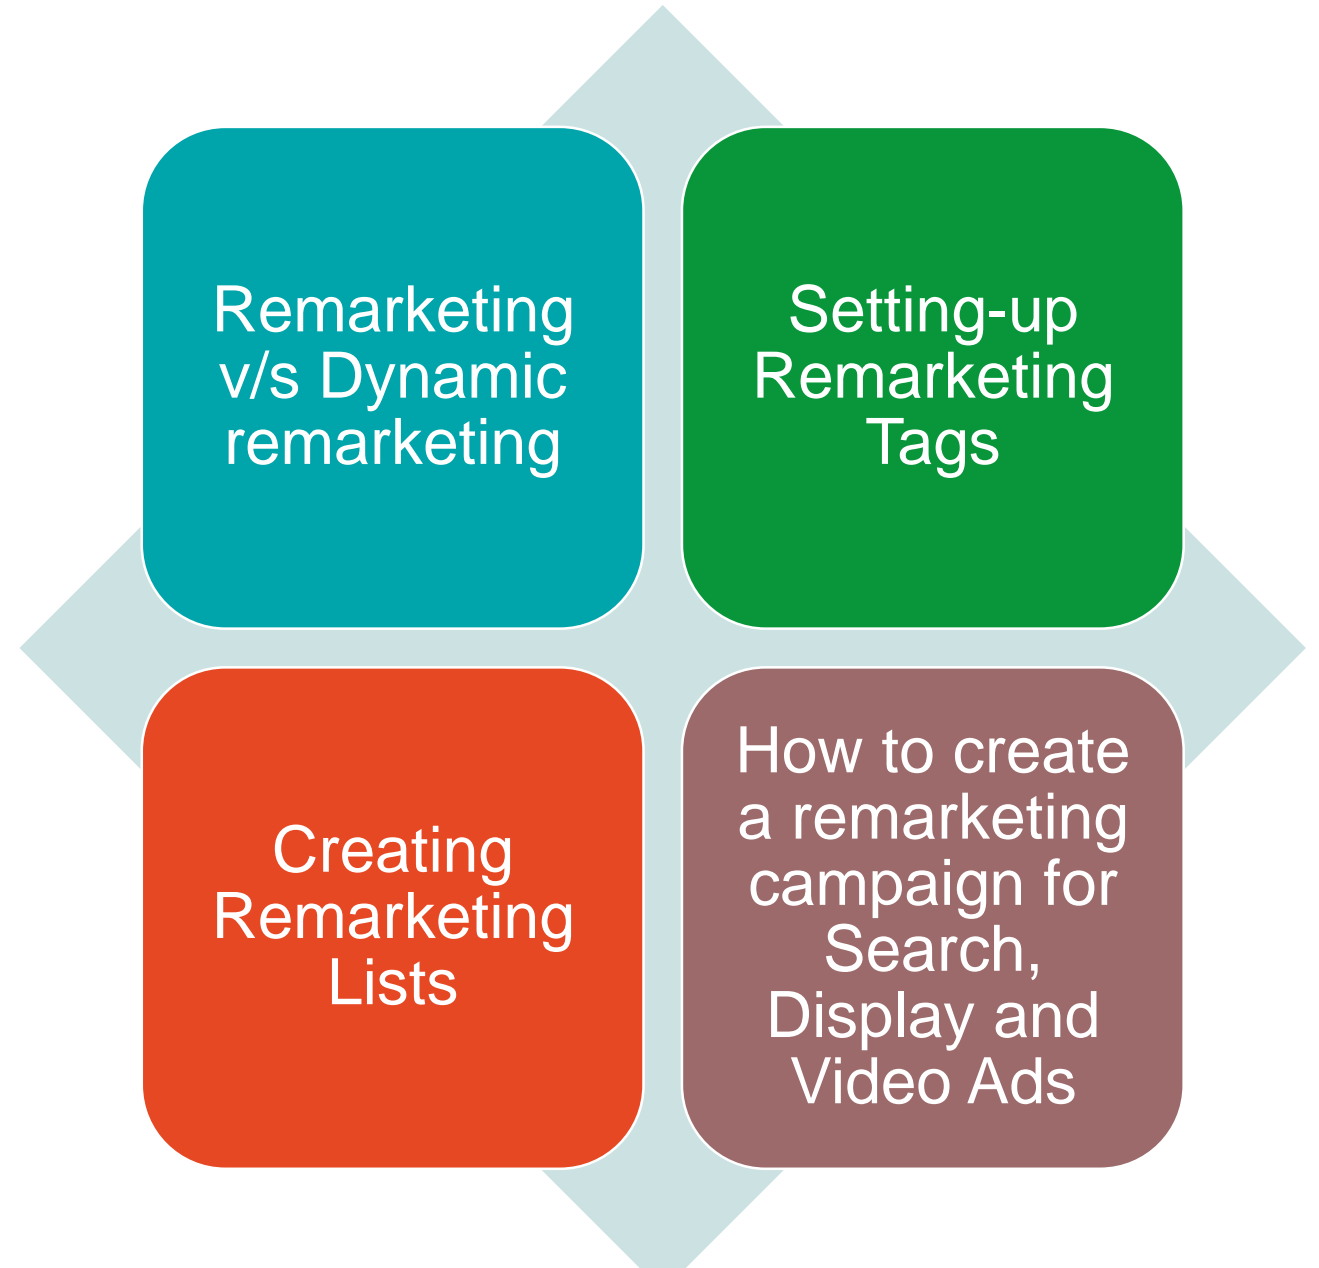 Remarketing
v/s Dynamic
remarketing
Setting-up
Remarketing
Tags
Creating
Remarketing
Lists
How to create
a remarketing
campaign for
Search,
Display and
Video Ads